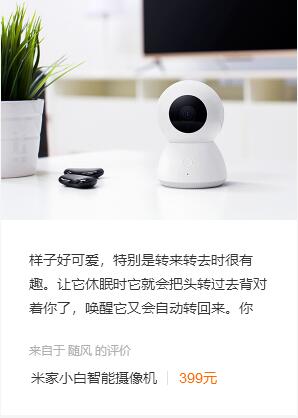 样子好可爱，特别是转来转去时很有
趣。让它休眠时它就会把头转过去背对
着你了，唤醒它又会自动转回来。你
来自于 随风 的评价
米家小白智能摄像机 | 399元